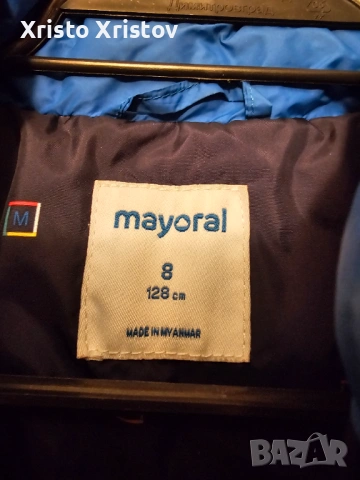 Xristo Xristov
M
mayoral
8
128 cm
MADE IN MYANMAR
BAZAR